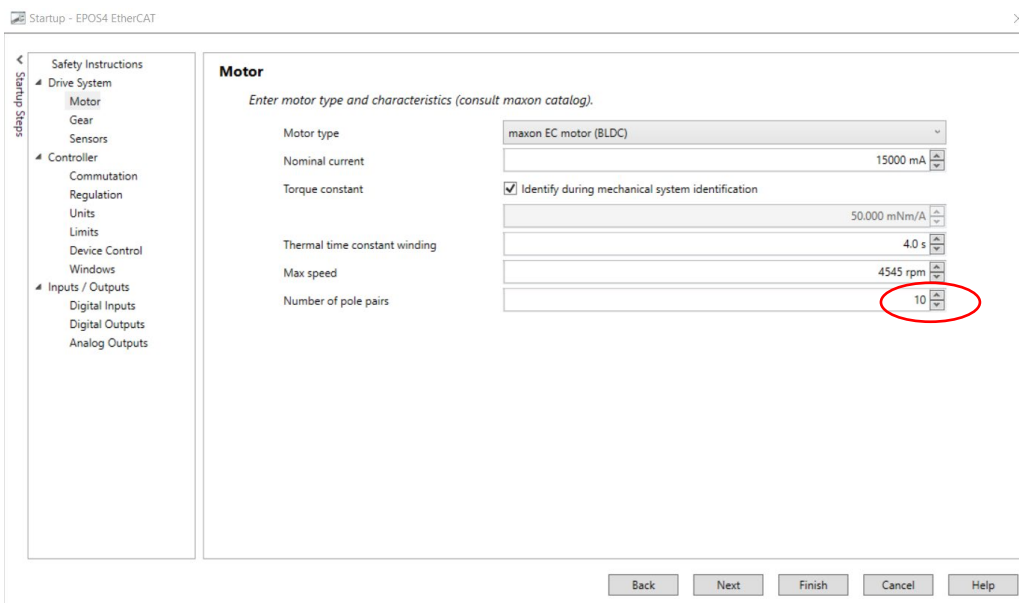 Startup - EPOS4 EtherCAT
Startup Steps
Safety Instructions
Drive System
Motor
Gear
Sensors
Controller
Commutation
Regulation
Units
Limits
Device Control
Windows
Inputs / Outputs
Digital Inputs
Digital Outputs
Analog Outputs
Motor
Enter motor type and characteristics (consult maxon catalog).
Motor type maxon EC motor (BLDC)
Nominal current 15000 mA
Torque constant Identify during mechanical system identification
50.000 mNm/A
Thermal time constant winding 4.0 s
Max speed 4545 rpm
Number of pole pairs 10
Back Next Finish Cancel Help